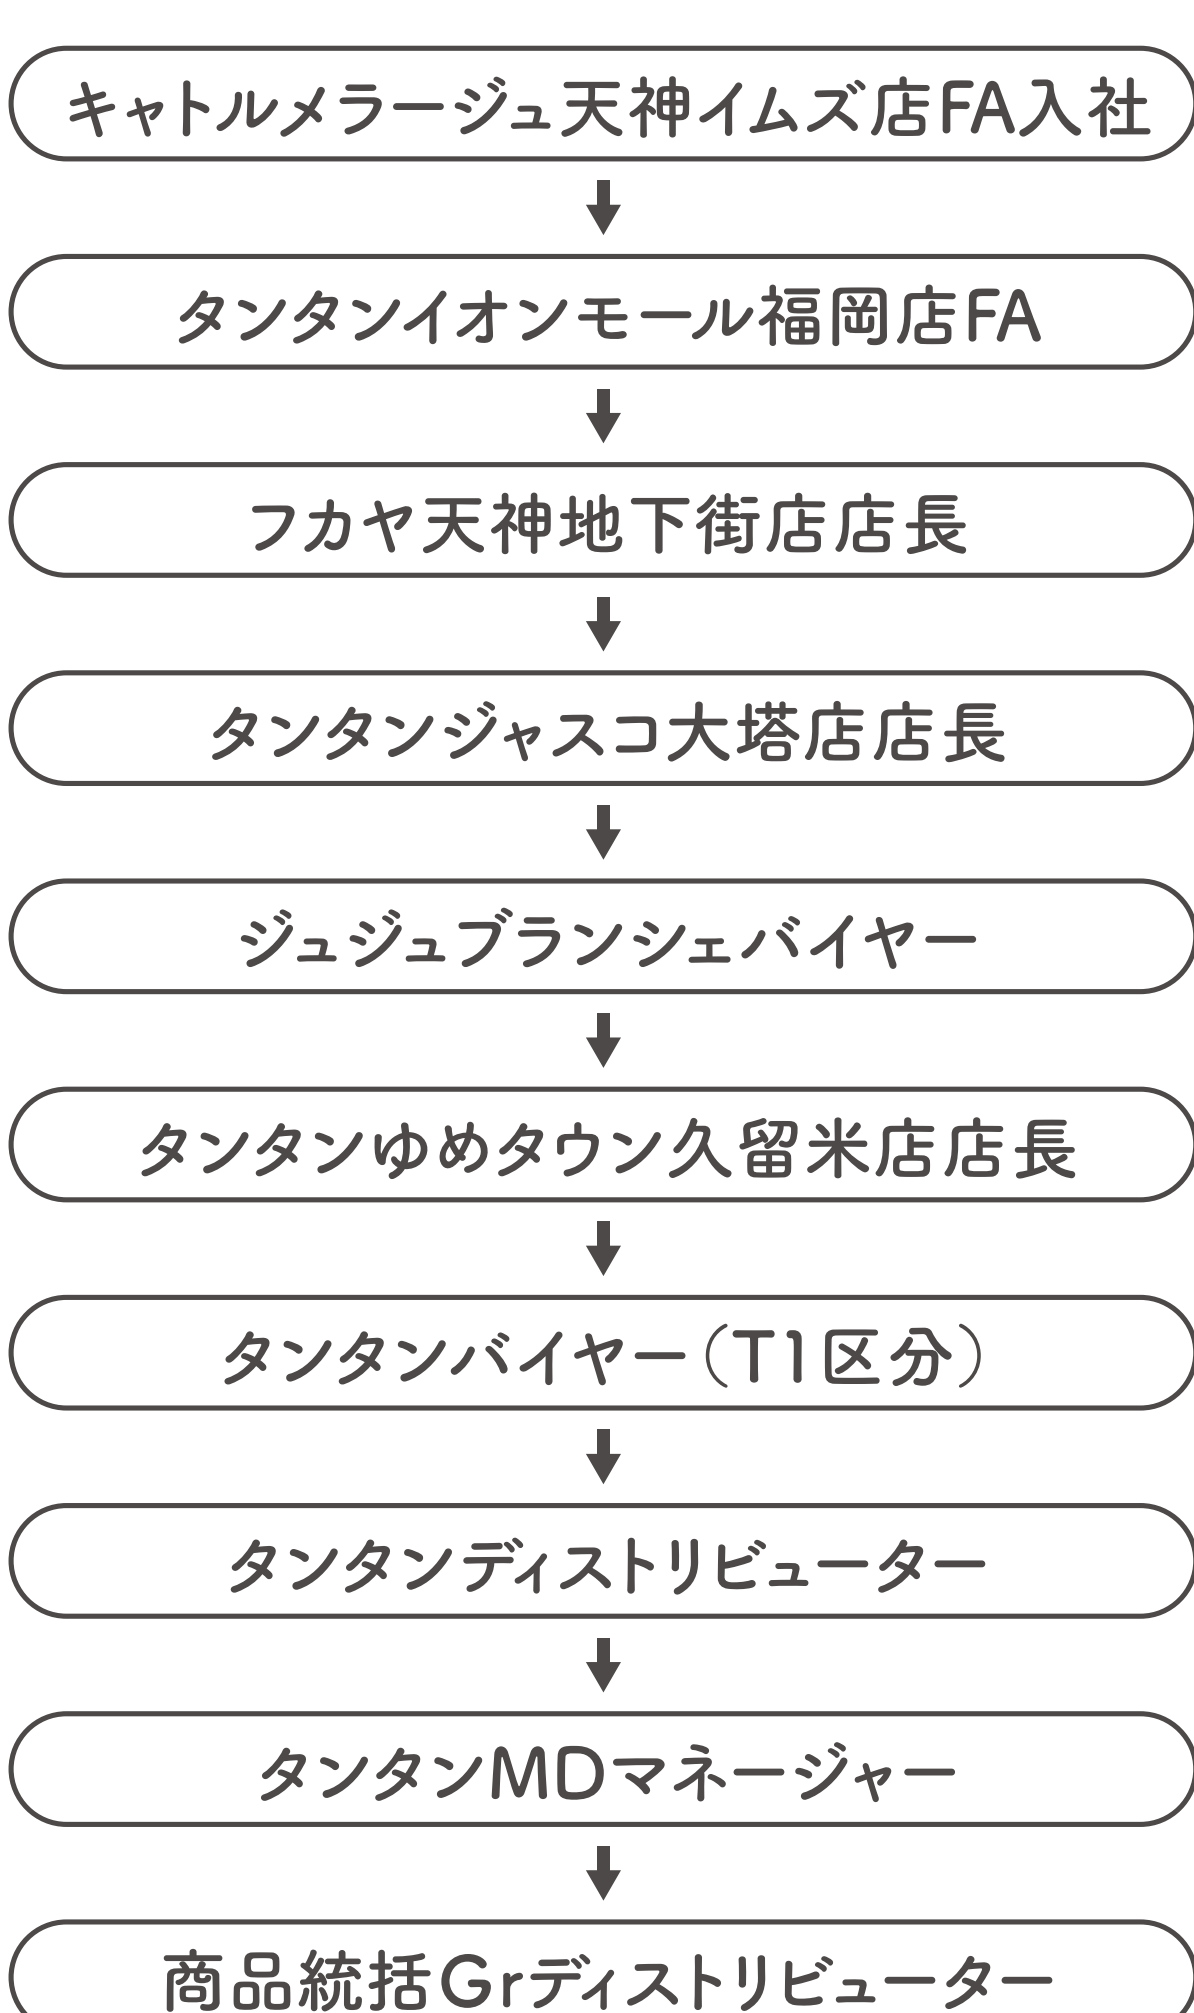 キャトルメラージュ天神イムズ店FA入社
タンタンイオンモール福岡店FA
フカヤ天神地下街店店長
タンタンジャスコ大塔店店長
ジュジュブランシェバイヤー
タンタンゆめタウン久留米店店長
タンタンバイヤー（T1区分）
タンタンディストリビューター
タンタンMDマネージャー
商品統括Grディストリビューター